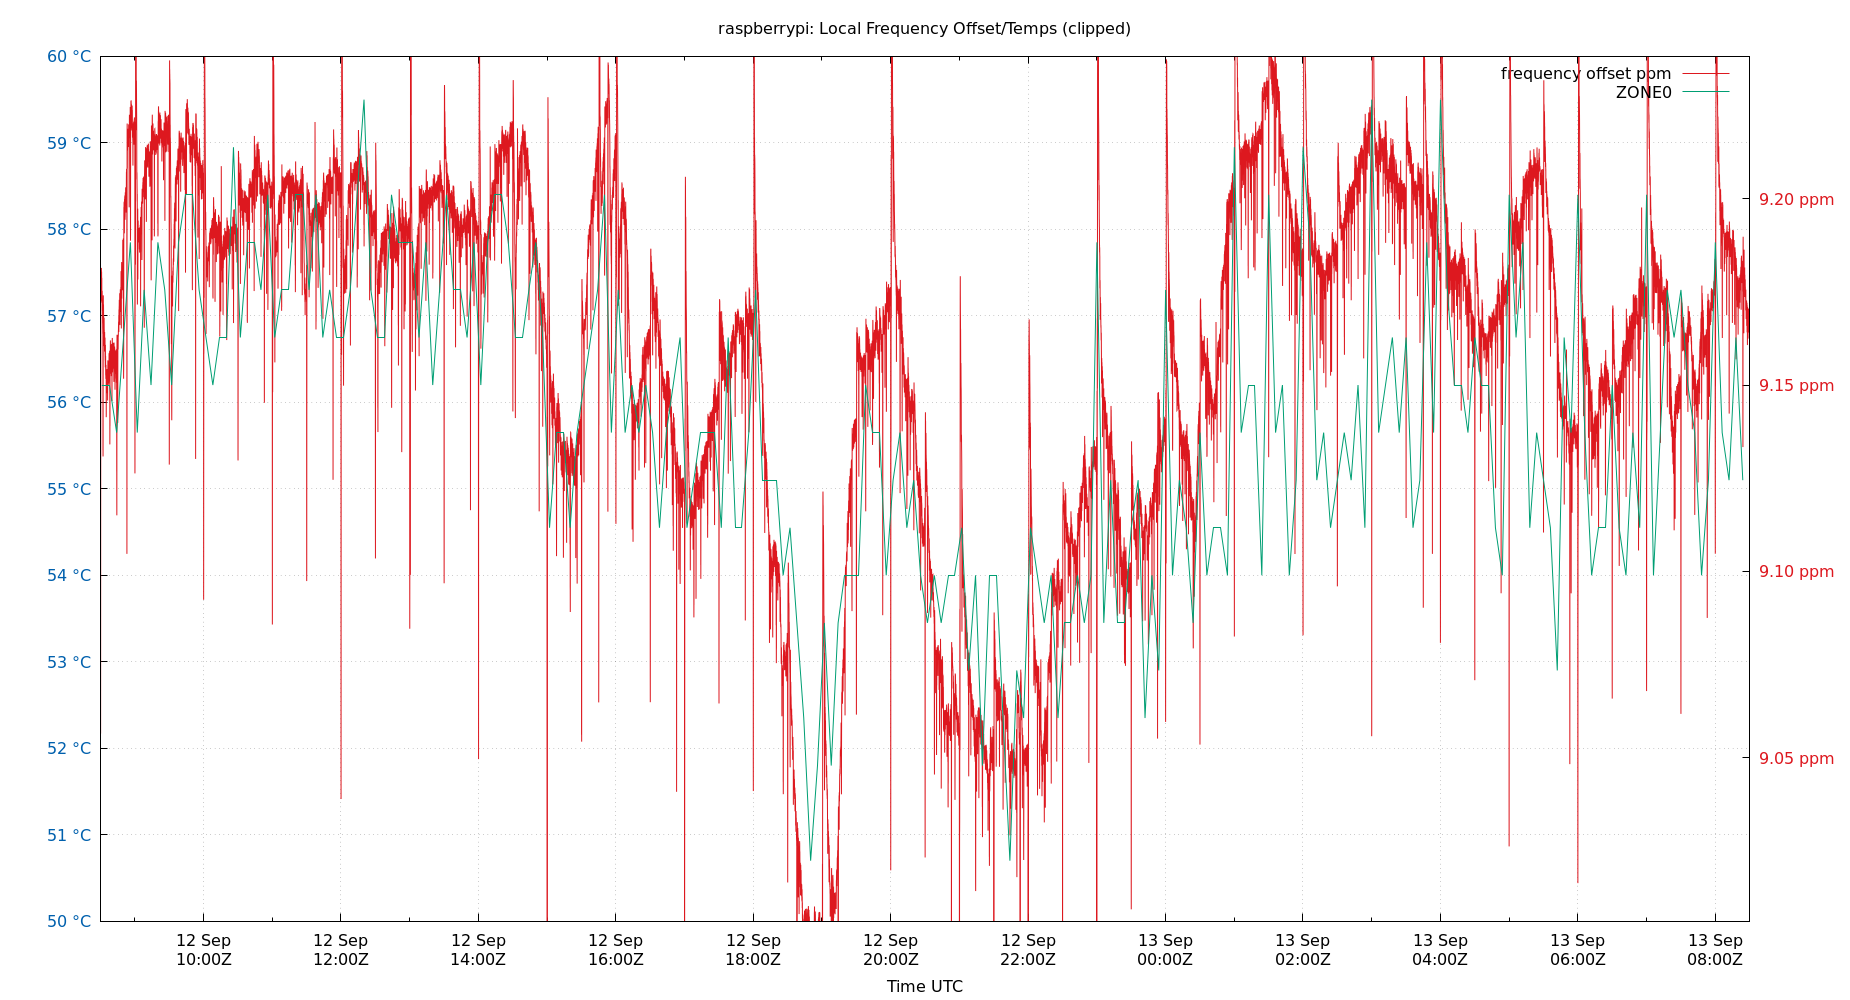 raspberrypi: Local Frequency Offset/Temps (clipped)
60 °C
59 °C
58 °C
57 °C
56 °C
55 °C
54 °C
53 °C
52 °C
51 °C
50 °C
frequency offset ppm
ZONE0
9.20 ppm
9.15 ppm
9.10 ppm
9.05 ppm
12 Sep 12 Sep 12 Sep 12 Sep 12 Sep 12 Sep 12 Sep 13 Sep 13 Sep 13 Sep 13 Sep 13 Sep
10:00Z 12:00Z 14:00Z 16:00Z 18:00Z 20:00Z 22:00Z 00:00Z 02:00Z 04:00Z 06:00Z 08:00Z
Time UTC